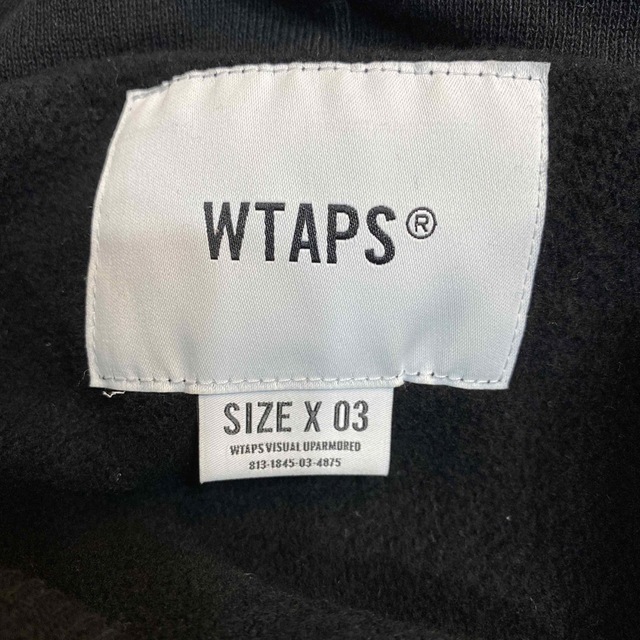 WTAPS®
SIZE X 03
WTAPS VISUAL UPARMORED
813-1845-03-4875